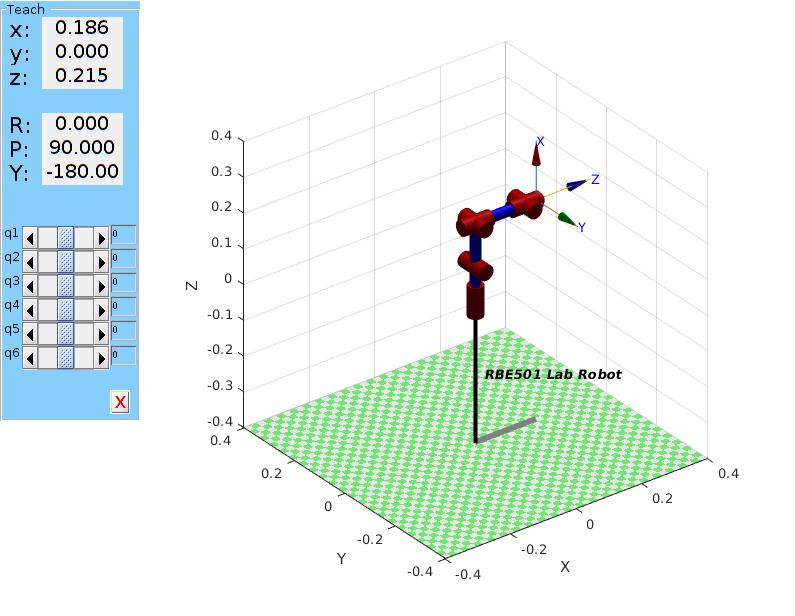 Teach
x: 0.186
y: 0.000
z: 0.215
R: 0.000
P: 90.000
Y: -180.00
q1 0
q2 0
q3 0
q4 0
q5 0
q6 0
X
0.4
0.3
0.2
0.1
0
-0.1
-0.2
-0.3
-0.4
Z
X
Z
Y
RBE501 Lab Robot
0.4
0.2
0
-0.2
-0.4
Y
-0.4
-0.2
0
0.2
0.4
X